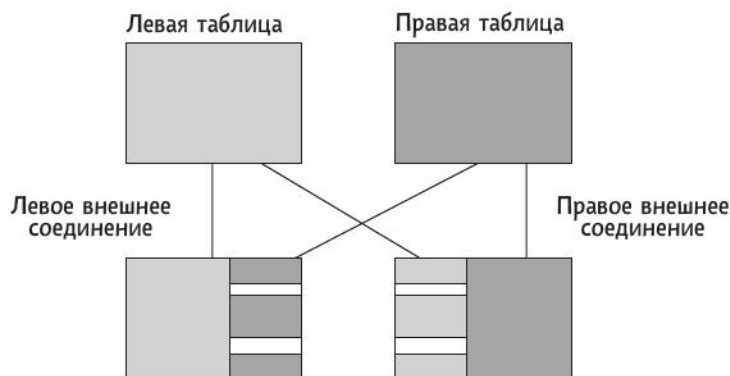 Левая таблица
Правая таблица
Левое внешнее
соединение
Правое внешнее
соединение